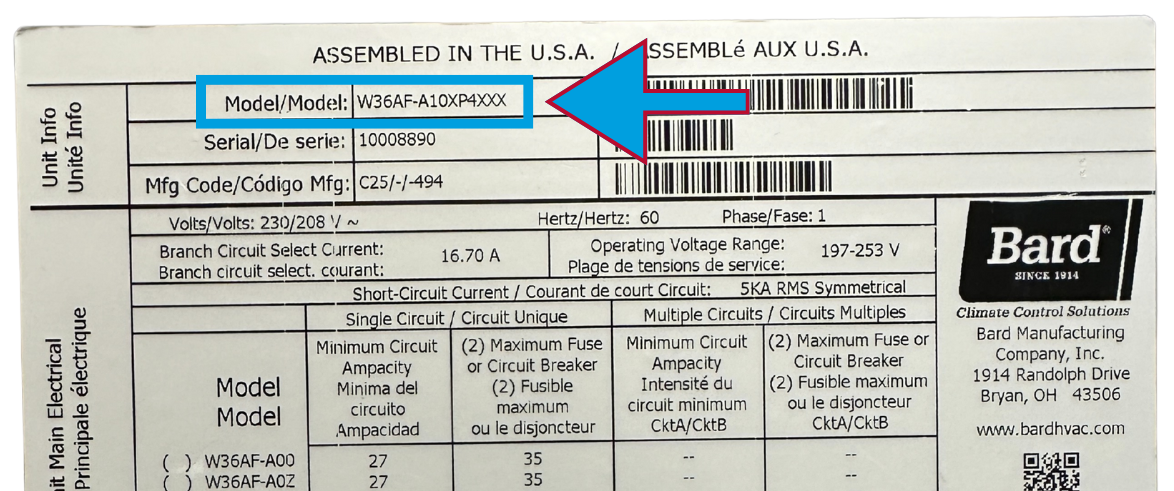 ASSEMBLED IN THE U.S.A. / ASSEMBLé AUX U.S.A.
Unit Info
Unité Info
Model/Model: W36AF-A10XP4XXX
Serial/De serie: 10008890
Mfg Code/Código Mfg: C25/-/-494
Volts/Volts: 230/208 V ~ Hertz/Hertz: 60 Phase/Fase: 1
Branch Circuit Select Current:
Branch circuit select. courant:
16.70 A
Operating Voltage Range:
Plage de tensions de service:
197-253 V
Short-Circuit Current / Courant de court Circuit: 5KA RMS Symmetrical
Single Circuit / Circuit Unique
Multiple Circuits / Circuits Multiples
Model
Model
Minimum Circuit
Ampacity
Minima del
circuito
Ampacidad
(2) Maximum Fuse
or Circuit Breaker
(2) Fusible
maximum
ou le disjoncteur
Minimum Circuit
Ampacity
Intensité du
circuit minimum
CktA/CktB
(2) Maximum Fuse or
Circuit Breaker
(2) Fusible maximum
ou le disjoncteur
CktA/CktB
( ) W36AF-A00 27 35 -- --
( ) W36AF-A0Z 27 35 -- --
Main Electrical
Principale électrique
Bard®
SINCE 1914
Climate Control Solutions
Bard Manufacturing
Company, Inc.
1914 Randolph Drive
Bryan, OH 43506
www.bardhvac.com